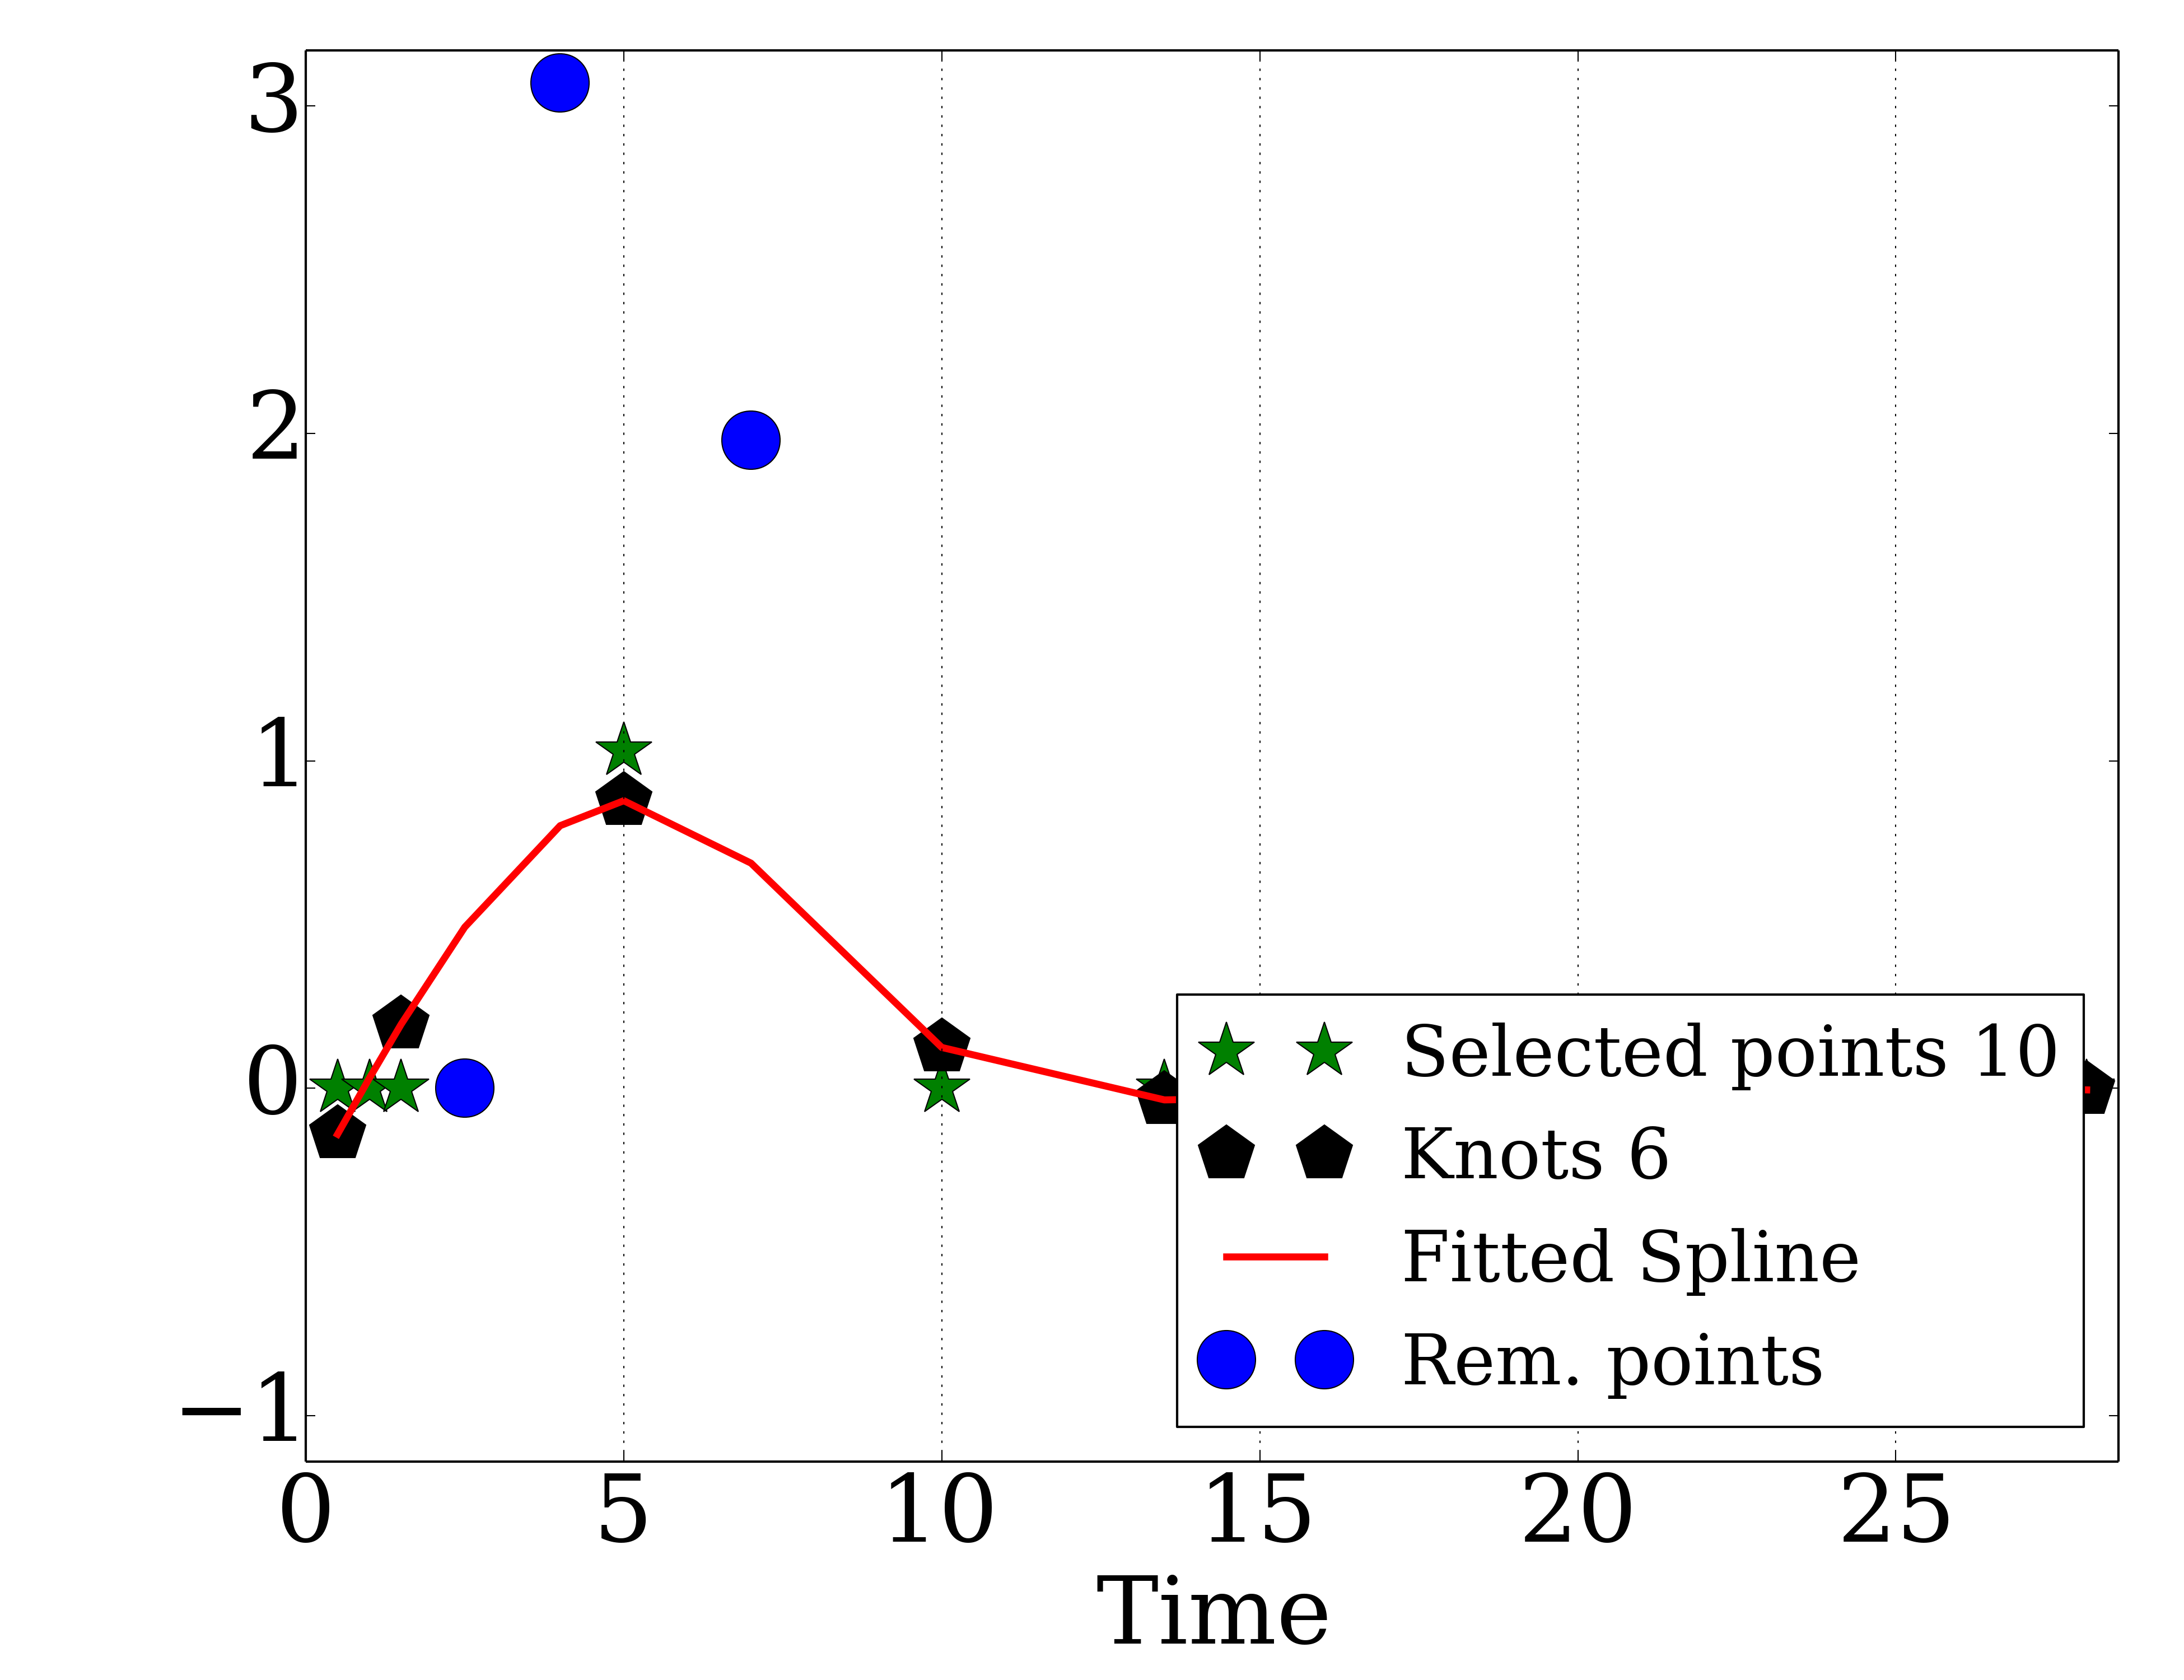 3
2
1
0
−1
Selected points 10
Knots 6
Fitted Spline
Rem. points
0 5 10 15 20 25
Time